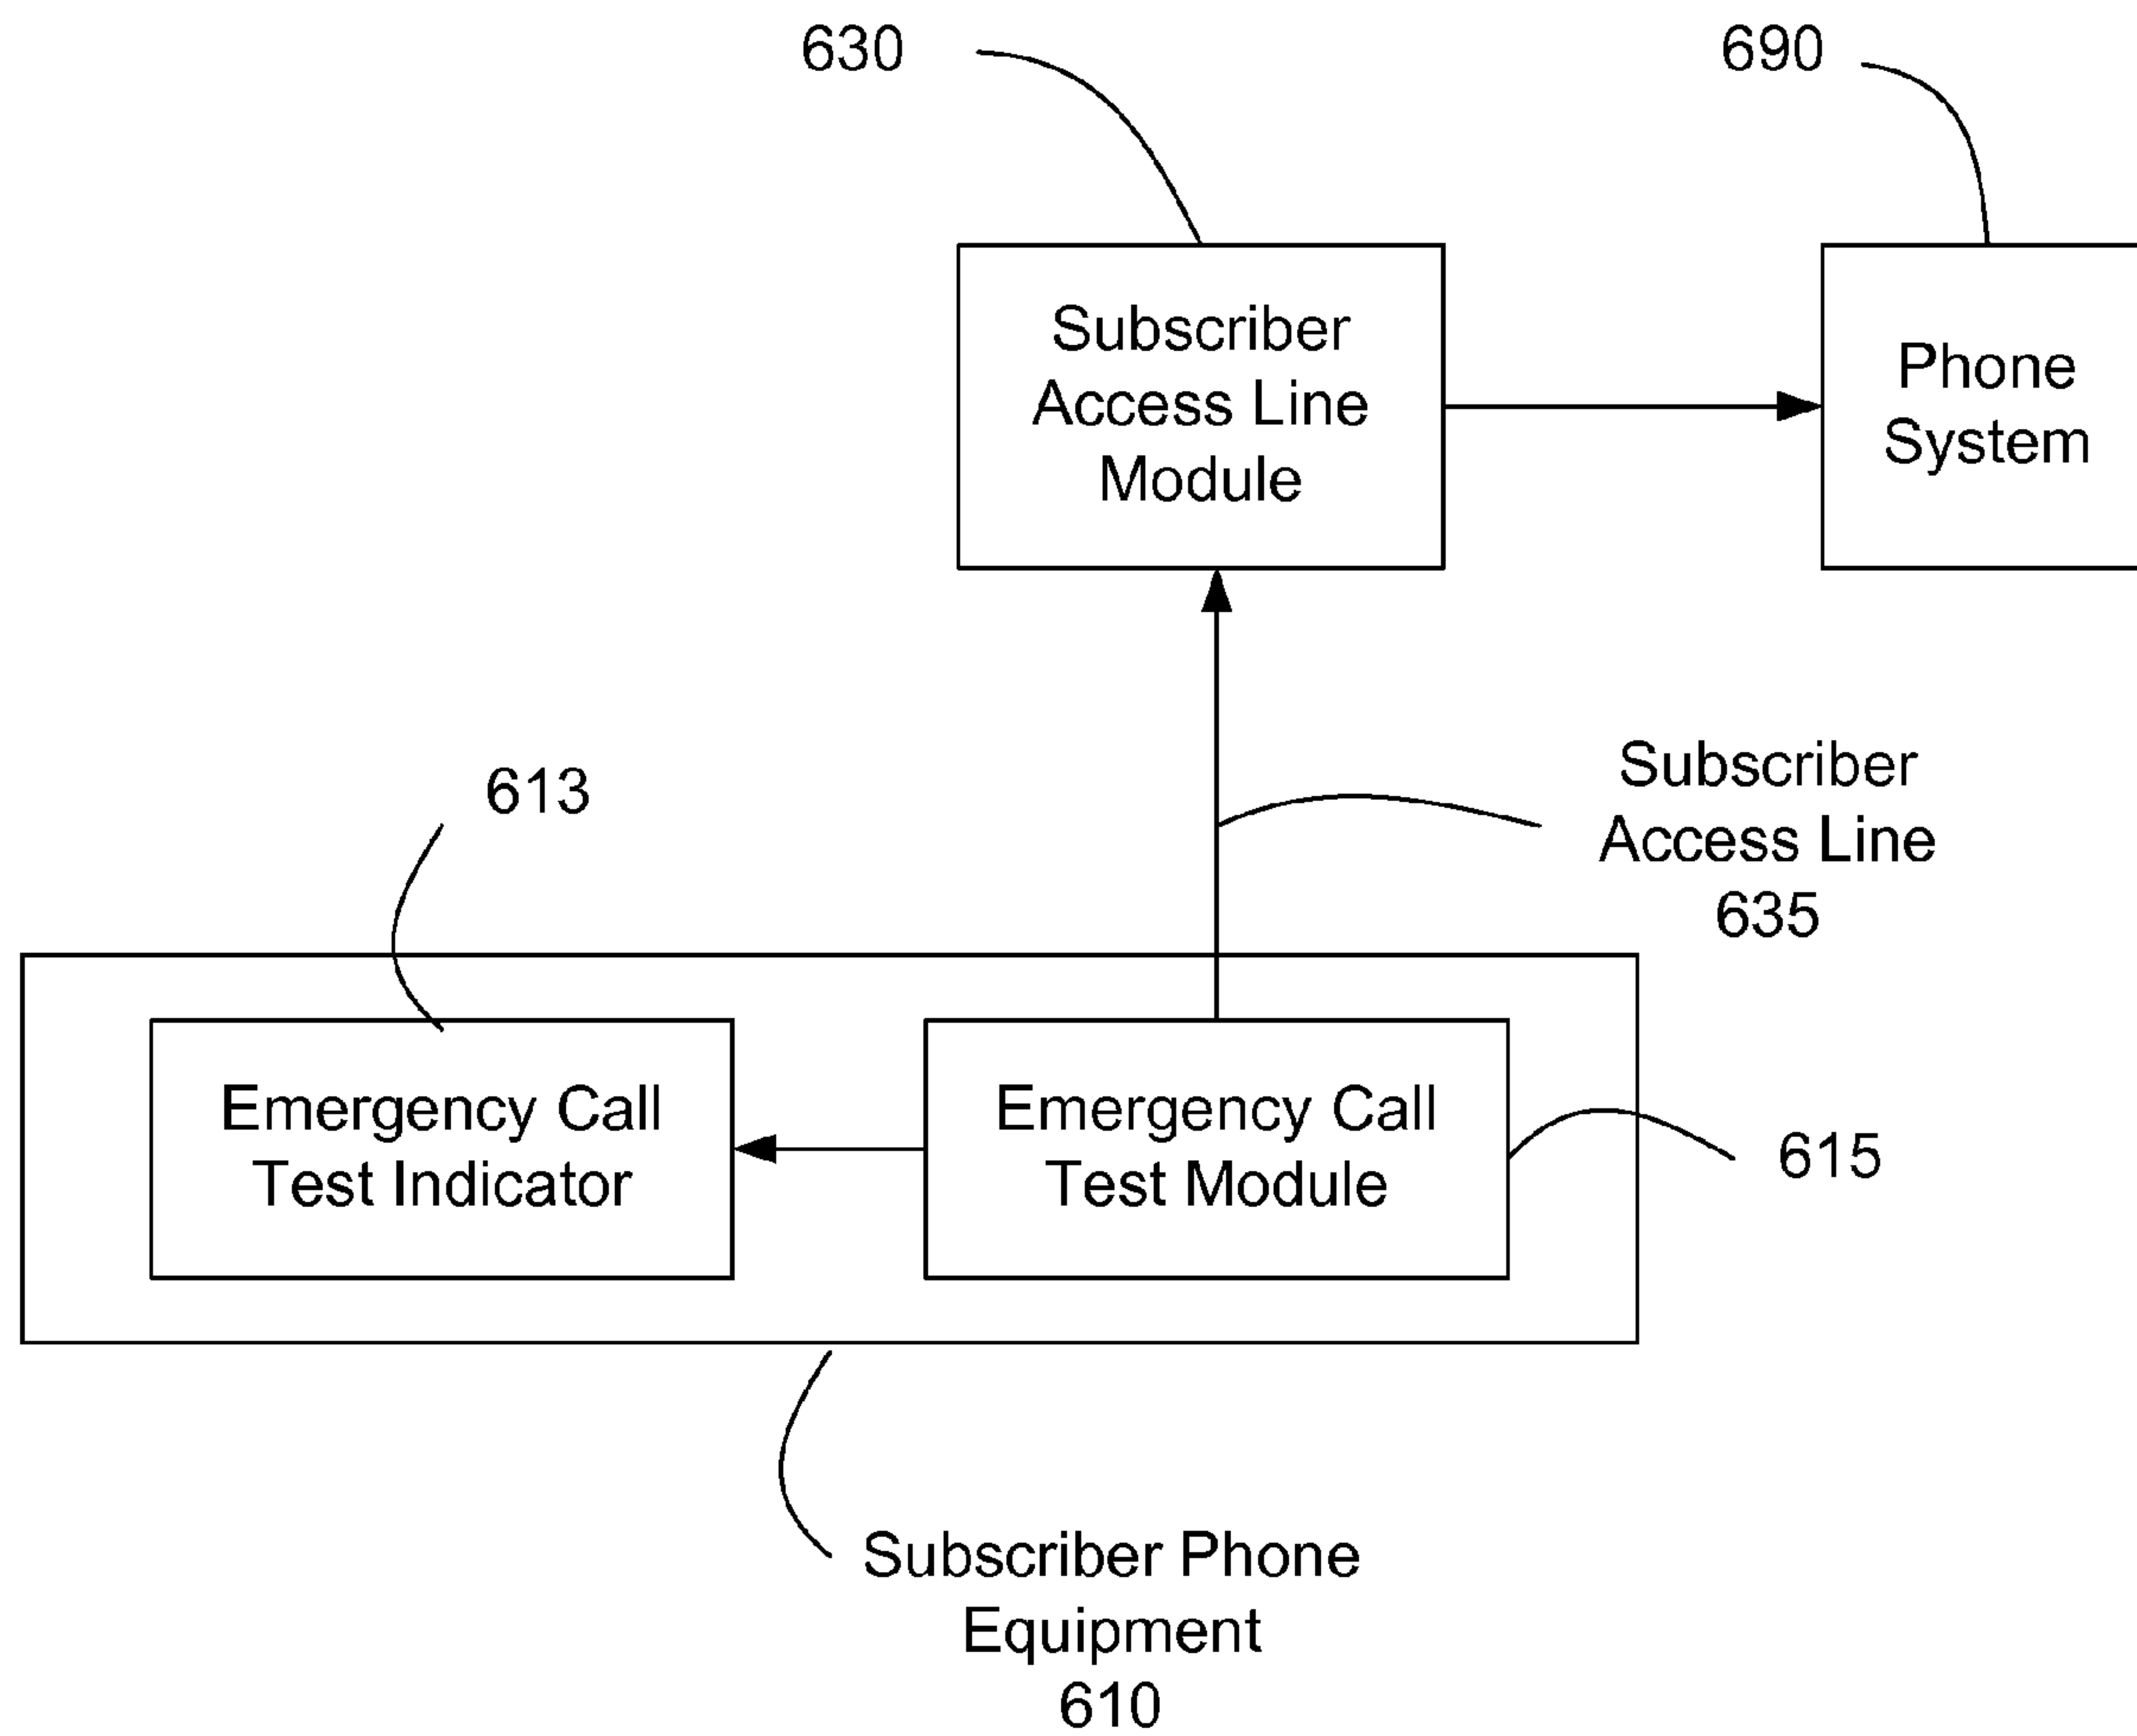 630
690
Subscriber
Access Line
Module
Phone
System
613
Subscriber
Access Line
635
Emergency Call
Test Indicator
Emergency Call
Test Module
615
Subscriber Phone
Equipment
610